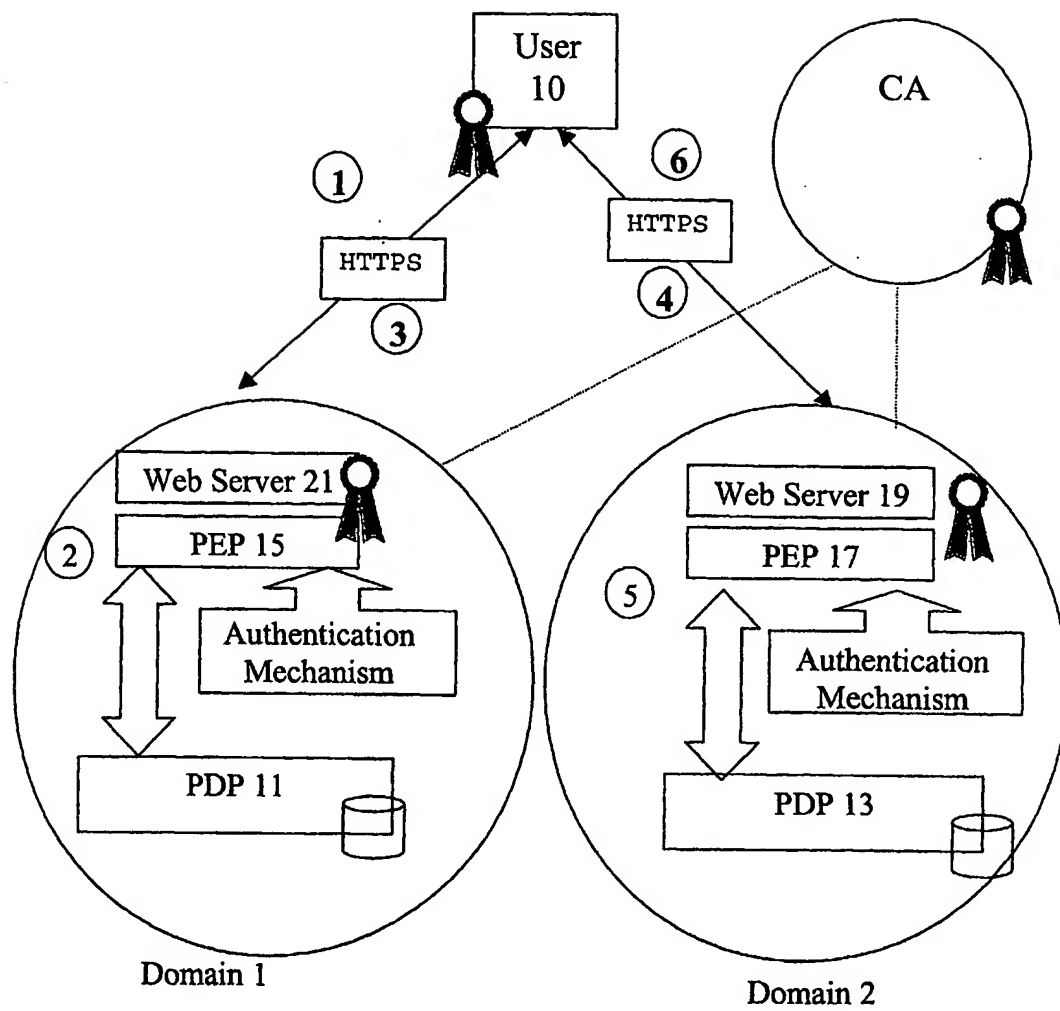 User
10
CA
1
6
HTTPS
HTTPS
3
4
Web Server 21
PEP 15
2
Authentication
Mechanism
PDP 11
Domain 1
Web Server 19
PEP 17
5
Authentication
Mechanism
PDP 13
Domain 2